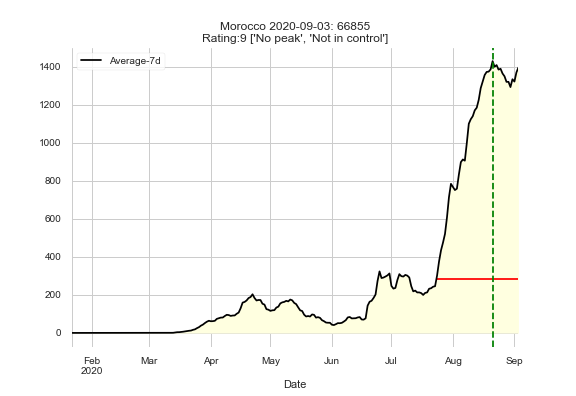 Morocco 2020-09-03: 66855
Rating:9 ['No peak', 'Not in control']
Average-7d
1400
1200
1000
800
600
400
200
0
Feb Mar Apr May Jun Jul Aug Sep
2020
Date